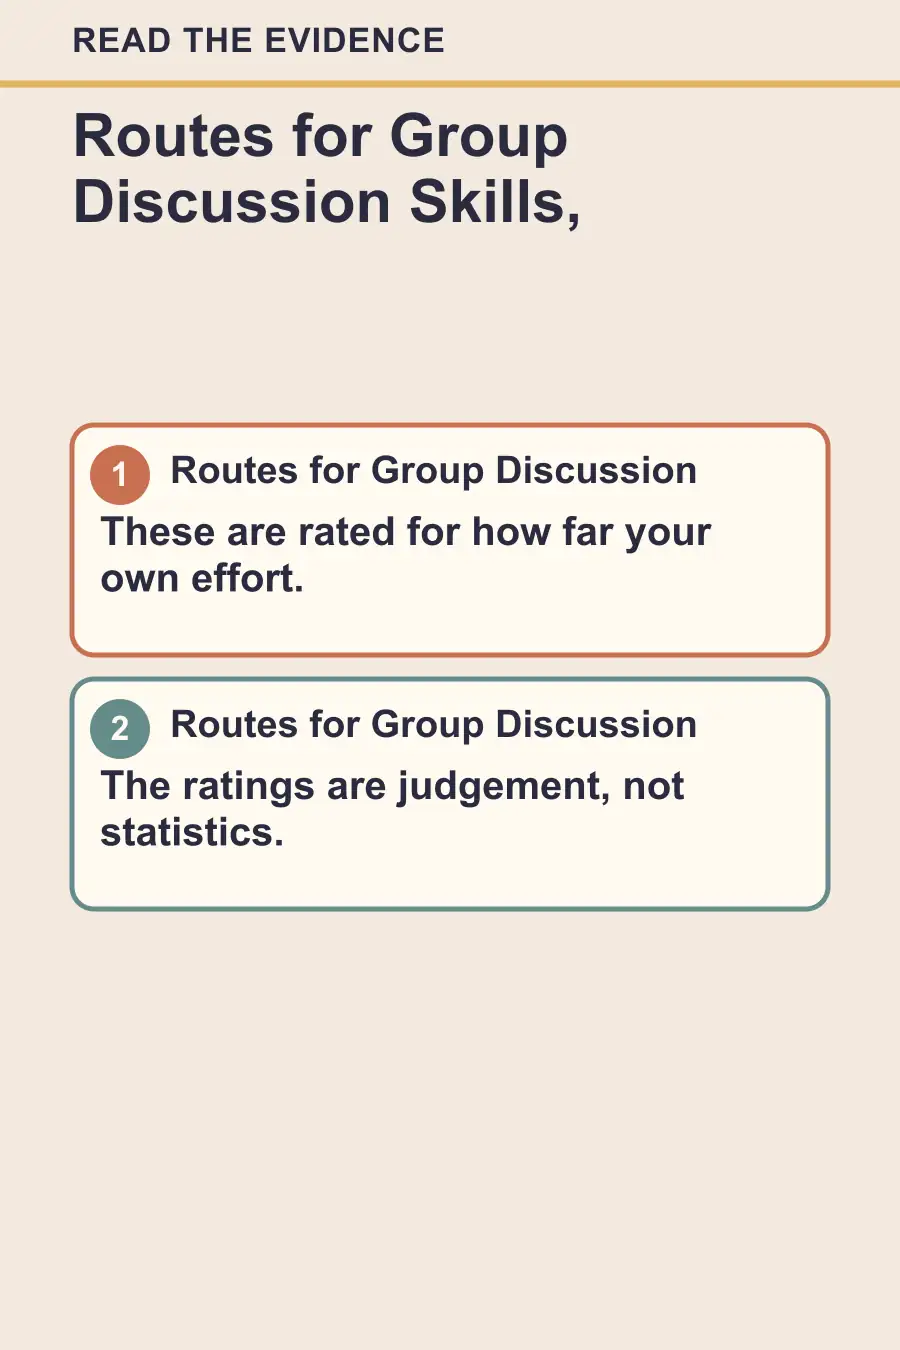 READ THE EVIDENCE
Routes for Group
Discussion Skills,
1 Routes for Group Discussion
These are rated for how far your
own effort.
2 Routes for Group Discussion
The ratings are judgement, not
statistics.